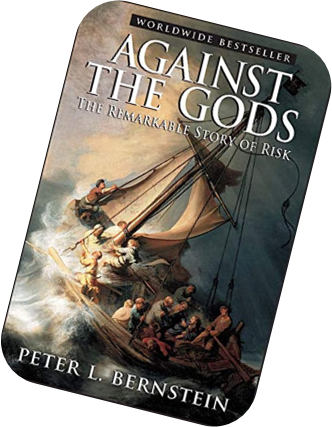 WORLDWIDE BESTSELLER
AGAINST
THE GODS
THE REMARKABLE STORY OF RISK
PETER L. BERNSTEIN